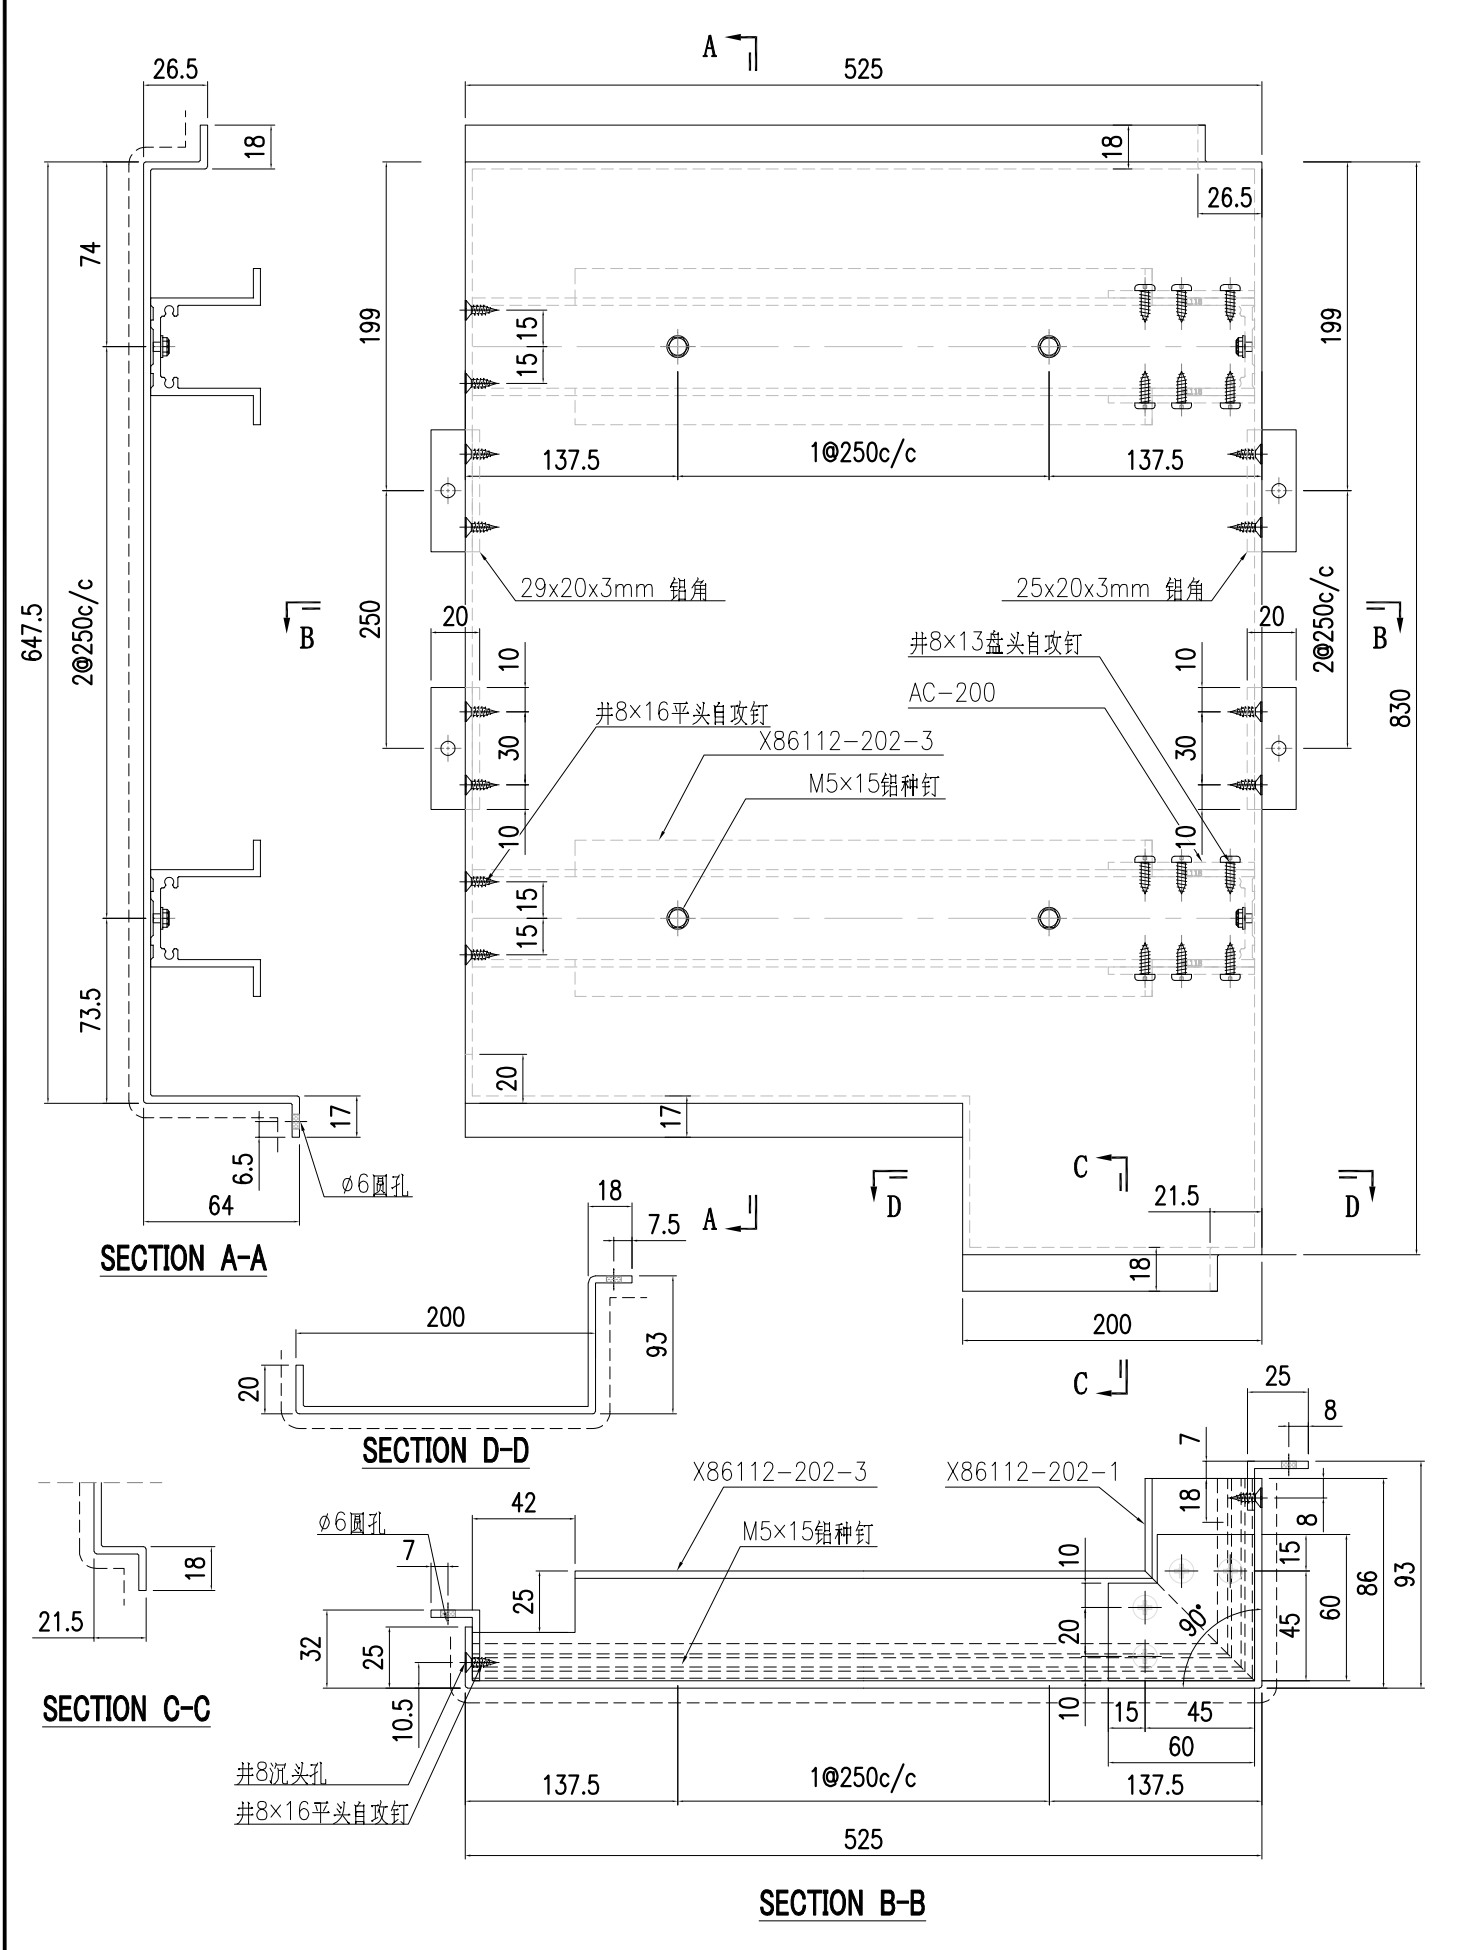 A
26.5
525
18
18
26.5
74
199
199
15
15
137.5
1@250c/c
137.5
29x20x3mm 铝角
25x20x3mm 铝角
647.5
2@250c/c
250
B
20
10
井8×13盘头自攻钉
10
20
2@250c/c
B
AC-200
井8×16平头自攻钉
30
X86112-202-3
30
830
M5×15铝种钉
10
10
15
15
73.5
20
17
17
6.5
ϕ6圆孔
64
18
7.5
A
D
C
21.5
D
SECTION A-A
18
200
93
200
20
C
25
8
SECTION D-D
7
X86112-202-3
X86112-202-1
42
18
ϕ6圆孔
M5×15铝种钉
8
7
10
15
18
25
60
86
93
21.5
32
25
20
90°
45
10.5
10
15
45
SECTION C-C
60
井8沉头孔
137.5
1@250c/c
137.5
井8×16平头自攻钉
525
SECTION B-B